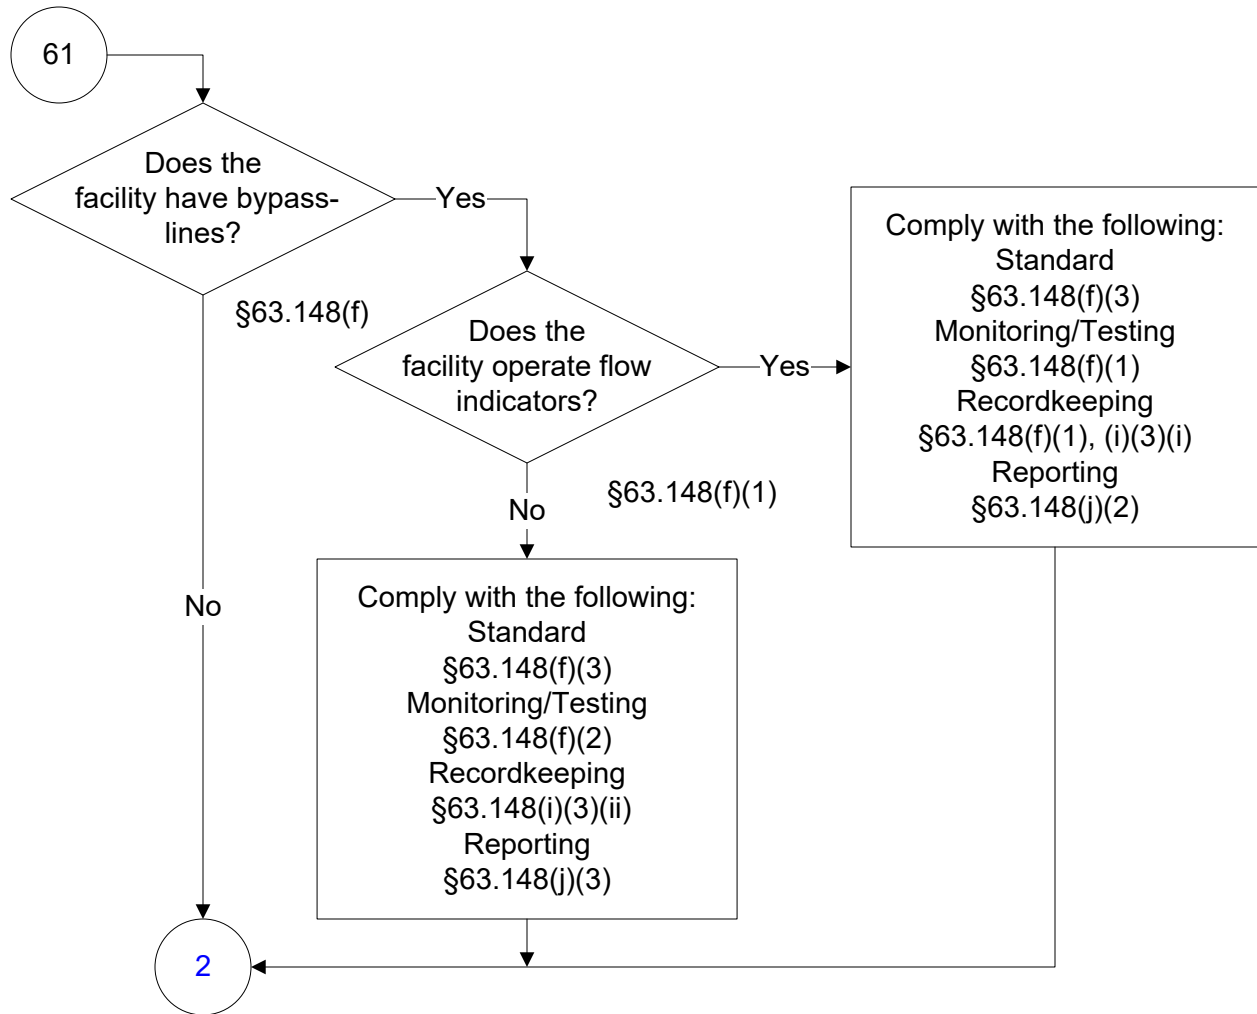 61
Does the
facility have bypass-
lines?
Yes
§63.148(f)
Does the
facility operate flow
indicators?
Yes
§63.148(f)(1)
No
Comply with the following:
Standard
§63.148(f)(3)
Monitoring/Testing
§63.148(f)(1)
Recordkeeping
§63.148(f)(1), (i)(3)(i)
Reporting
§63.148(j)(2)
No
Comply with the following:
Standard
§63.148(f)(3)
Monitoring/Testing
§63.148(f)(2)
Recordkeeping
§63.148(i)(3)(ii)
Reporting
§63.148(j)(3)
2